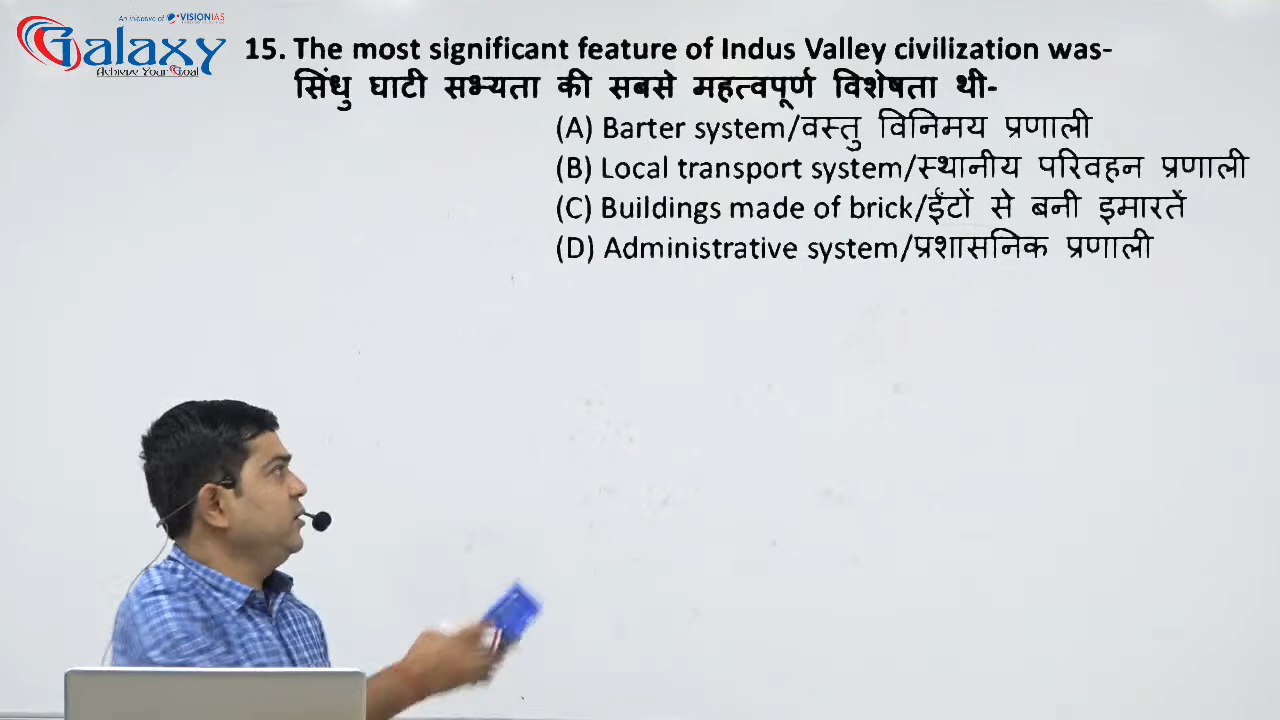 An initiative of VISIONIAS
Galaxy
Achieve Your Goal
15. The most significant feature of Indus Valley civilization was-
सिंधु घाटी सभ्यता की सबसे महत्वपूर्ण विशेषता थी-
(A) Barter system/वस्तु विनिमय प्रणाली
(B) Local transport system/स्थानीय परिवहन प्रणाली
(C) Buildings made of brick/ईंटों से बनी इमारतें
(D) Administrative system/प्रशासनिक प्रणाली